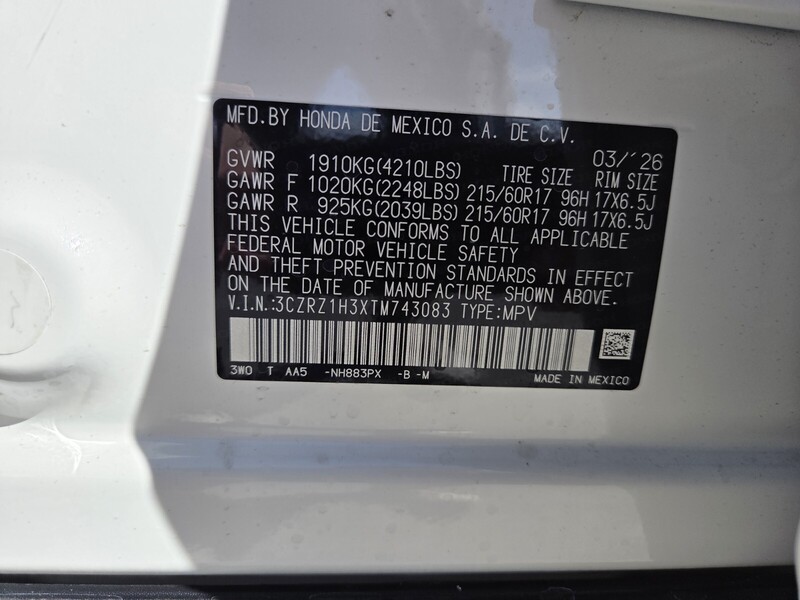 MFD.BY HONDA DE MEXICO S.A. DE C.V.
03/'26
GVWR 1910KG(4210LBS) TIRE SIZE RIM SIZE
GAWR F 1020KG(2248LBS) 215/60R17 96H 17X6.5J
GAWR R 925KG(2039LBS) 215/60R17 96H 17X6.5J
THIS VEHICLE CONFORMS TO ALL APPLICABLE
FEDERAL MOTOR VEHICLE SAFETY
AND THEFT PREVENTION STANDARDS IN EFFECT
ON THE DATE OF MANUFACTURE SHOWN ABOVE.
V.I.N.:3CZRZ1H3XTM743083 TYPE:MPV
3W0 T AA5 -NH883PX -B -M MADE IN MEXICO